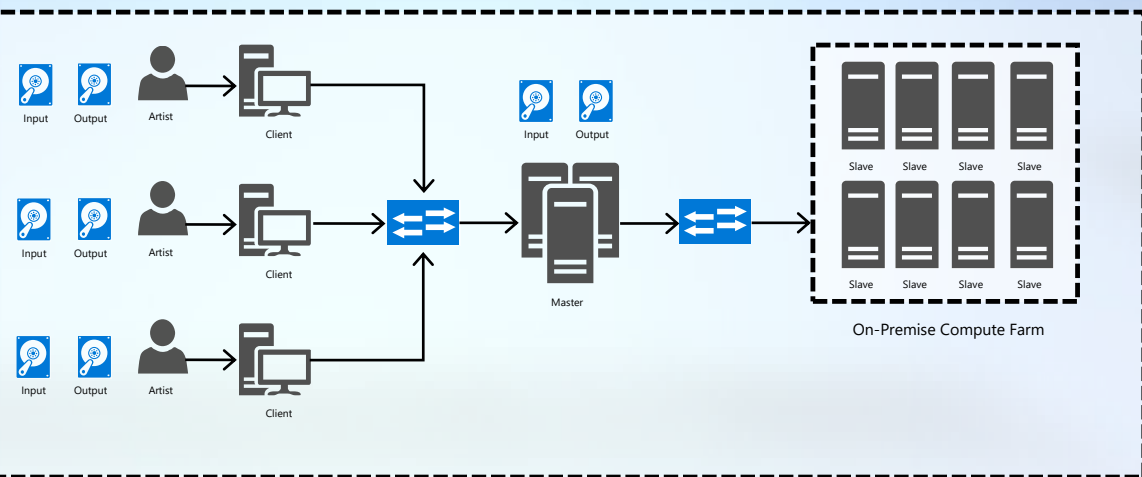 Input Output Artist
Client
Input Output
Slave Slave Slave Slave
Input Output Artist
Client
Master
Slave Slave Slave Slave
On-Premise Compute Farm
Input Output Artist
Client